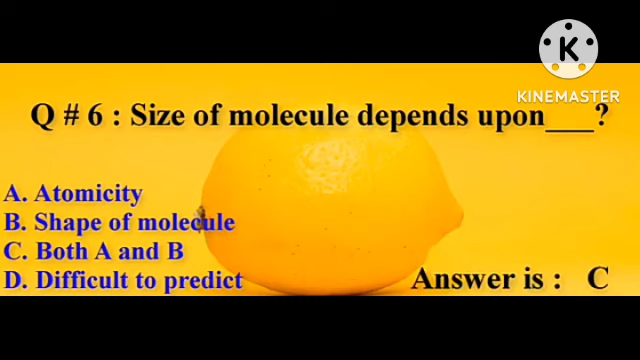 K
KINEMASTER
Q # 6 : Size of molecule depends upon___?
A. Atomicity
B. Shape of molecule
C. Both A and B
D. Difficult to predict
Answer is : C